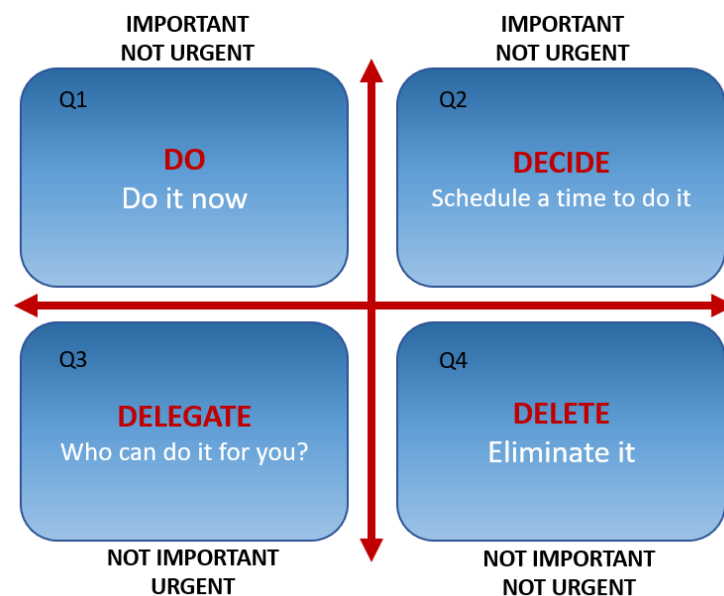 IMPORTANT
NOT URGENT
IMPORTANT
NOT URGENT
Q1
DO
Do it now
Q2
DECIDE
Schedule a time to do it
Q3
DELEGATE
Who can do it for you?
Q4
DELETE
Eliminate it
NOT IMPORTANT
URGENT
NOT IMPORTANT
NOT URGENT